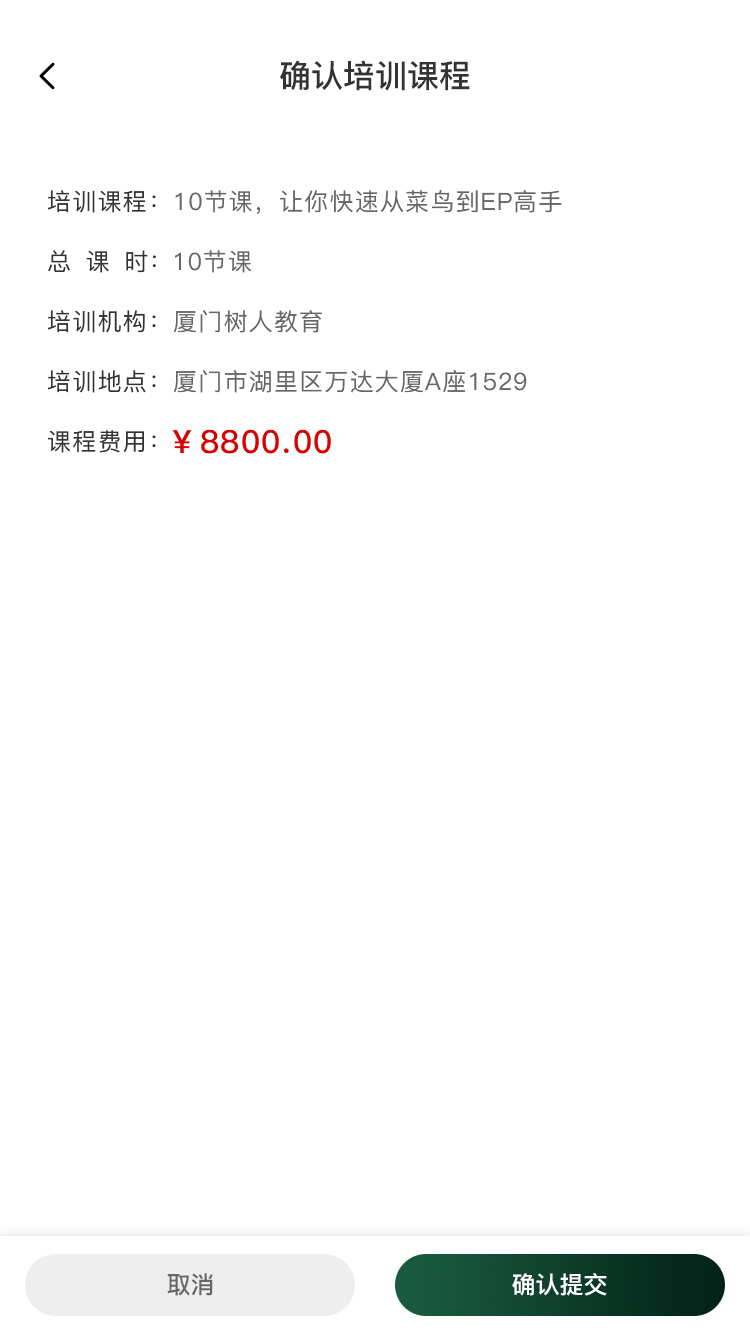 确认培训课程
培训课程：10节课，让你快速从菜鸟到EP高手
总 课 时：10节课
培训机构：厦门树人教育
培训地点：厦门市湖里区万达大厦A座1529
课程费用：¥ 8800.00
取消
确认提交